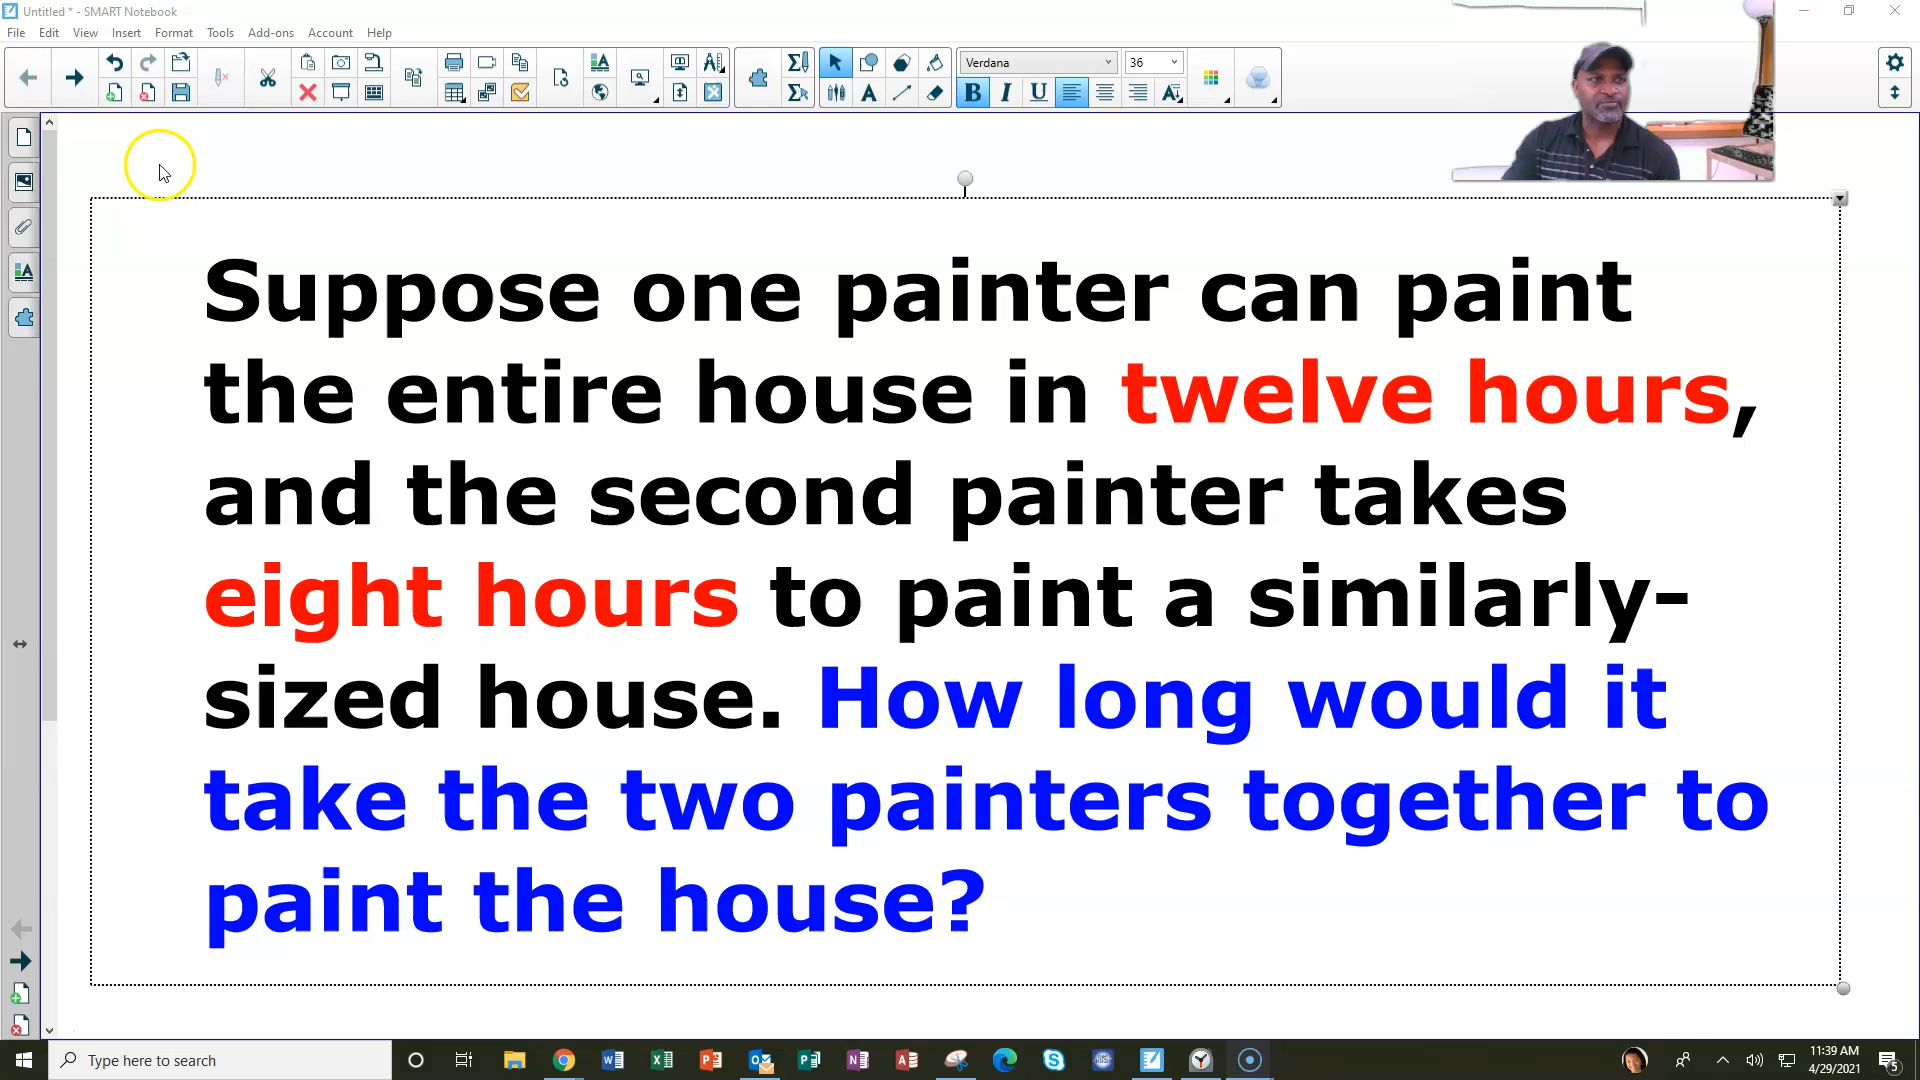 Untitled * - SMART Notebook
File Edit View Insert Format Tools Add-ons Account Help
Verdana 36
B I U
Suppose one painter can paint
the entire house in twelve hours,
and the second painter takes
eight hours to paint a similarly-
sized house. How long would it
take the two painters together to
paint the house?
Type here to search
11:39 AM
4/29/2021
5